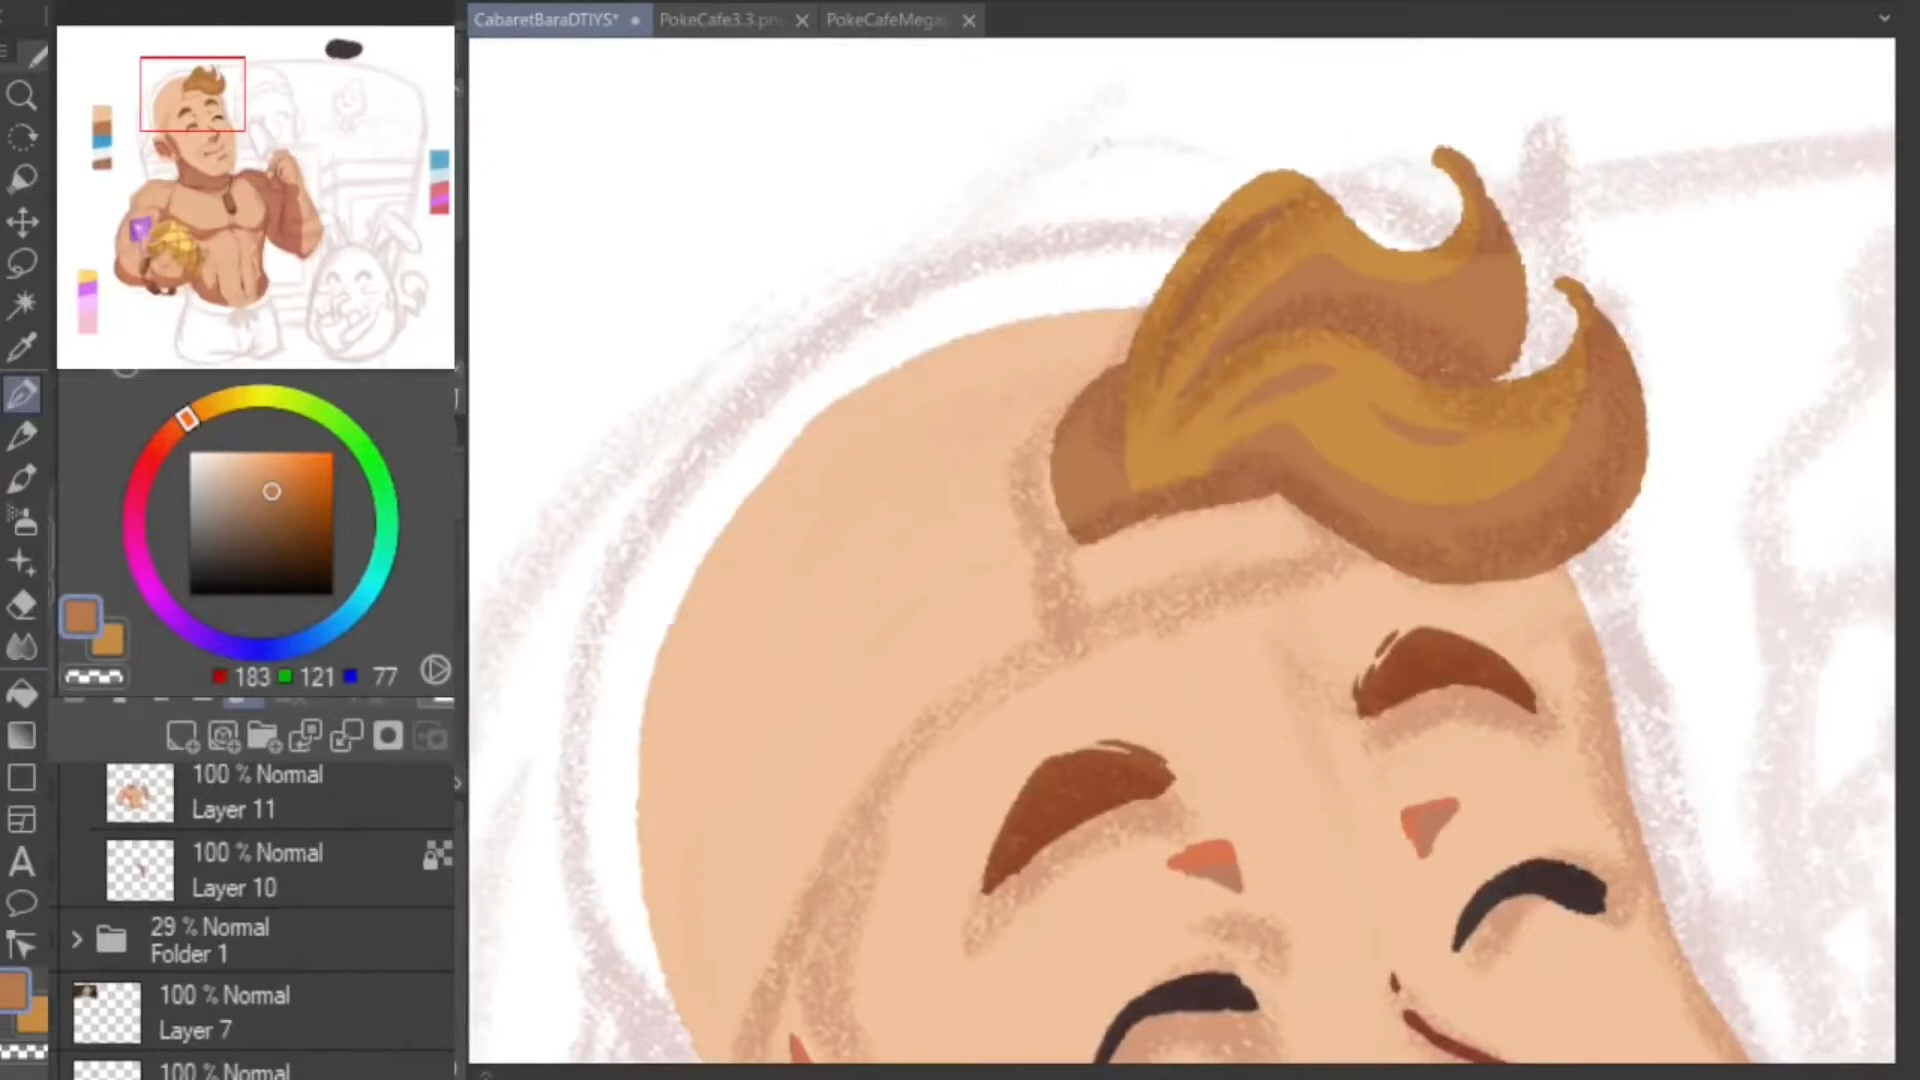 CabaretBaraDTIYS*
PokeCafe3.3.pn
PokeCafeMega
183 121 77
100 % Normal
Layer 11
100 % Normal
Layer 10
29 % Normal
Folder 1
100 % Normal
Layer 7
100 % Normal